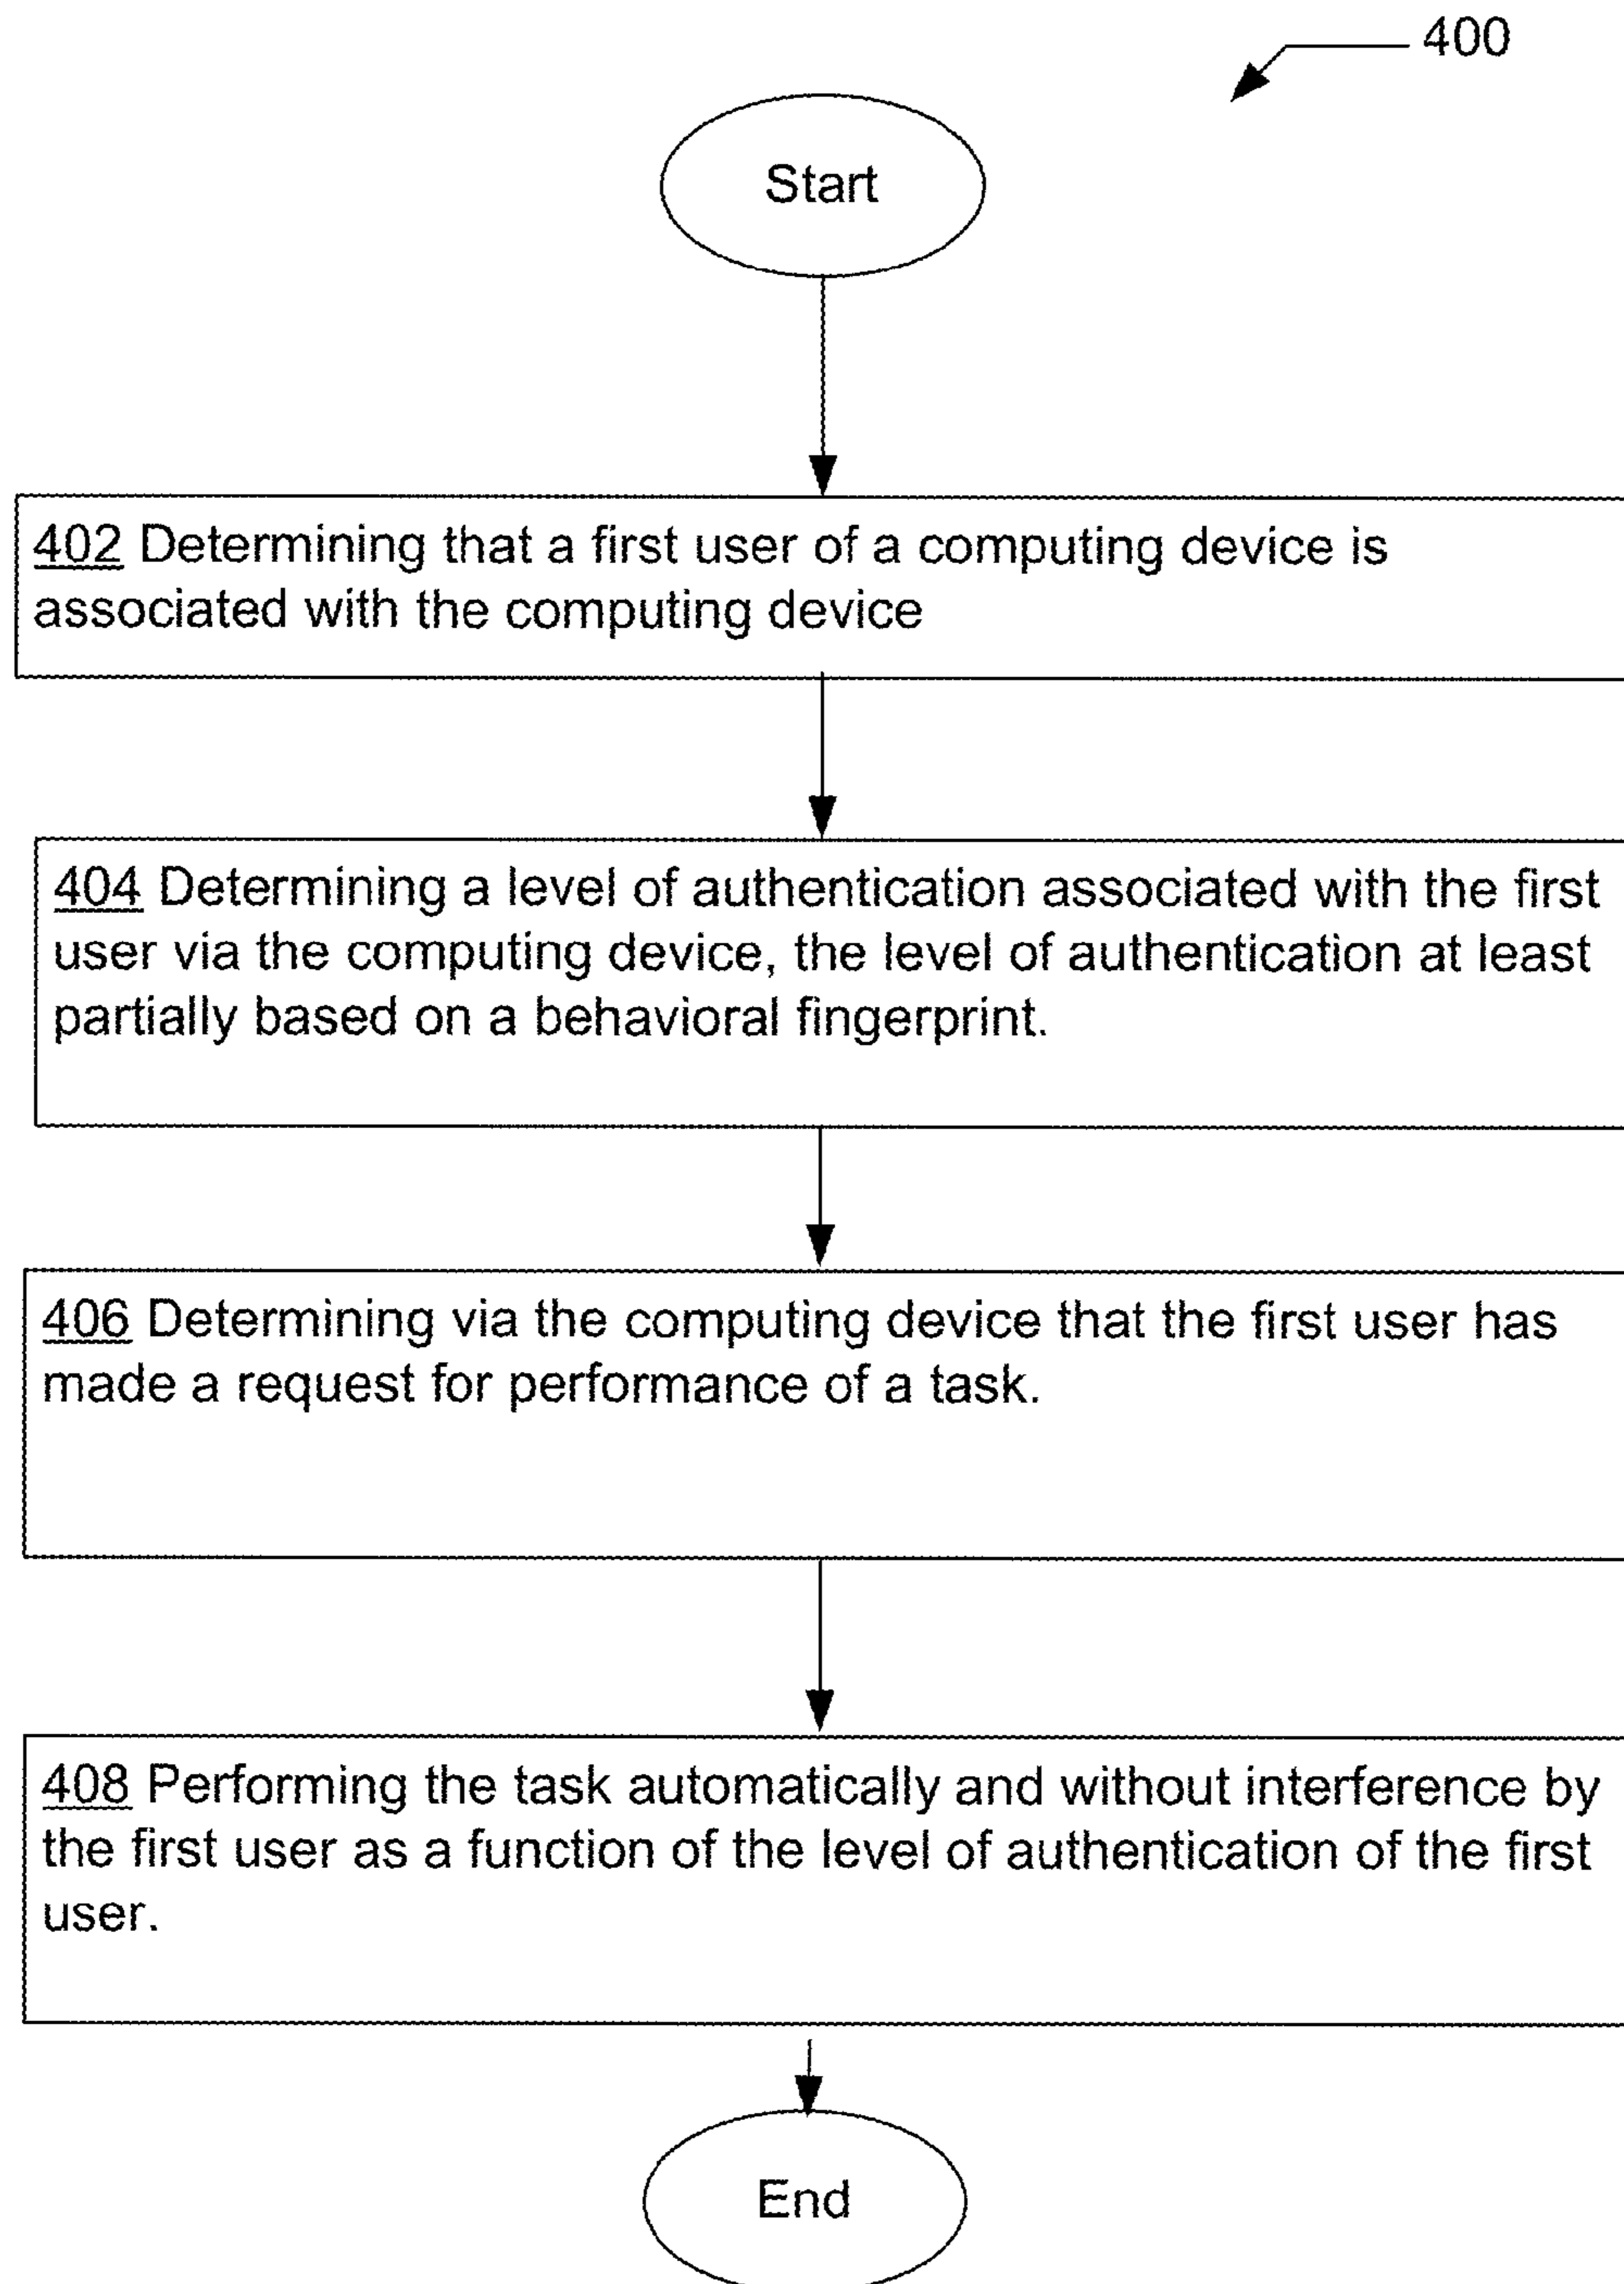 400
Start
402 Determining that a first user of a computing device is
associated with the computing device
404 Determining a level of authentication associated with the first
user via the computing device, the level of authentication at least
partially based on a behavioral fingerprint.
406 Determining via the computing device that the first user has
made a request for performance of a task.
408 Performing the task automatically and without interference by
the first user as a function of the level of authentication of the first
user.
End